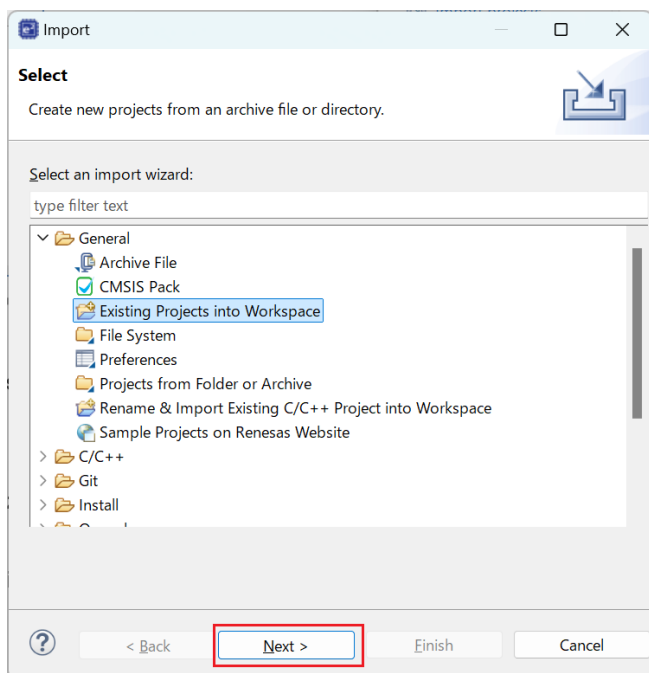 Import
Select
Create new projects from an archive file or directory.
Select an import wizard:
type filter text
General
Archive File
CMSIS Pack
Existing Projects into Workspace
File System
Preferences
Projects from Folder or Archive
Rename & Import Existing C/C++ Project into Workspace
Sample Projects on Renesas Website
C/C++
Git
Install
? < Back Next > Finish Cancel